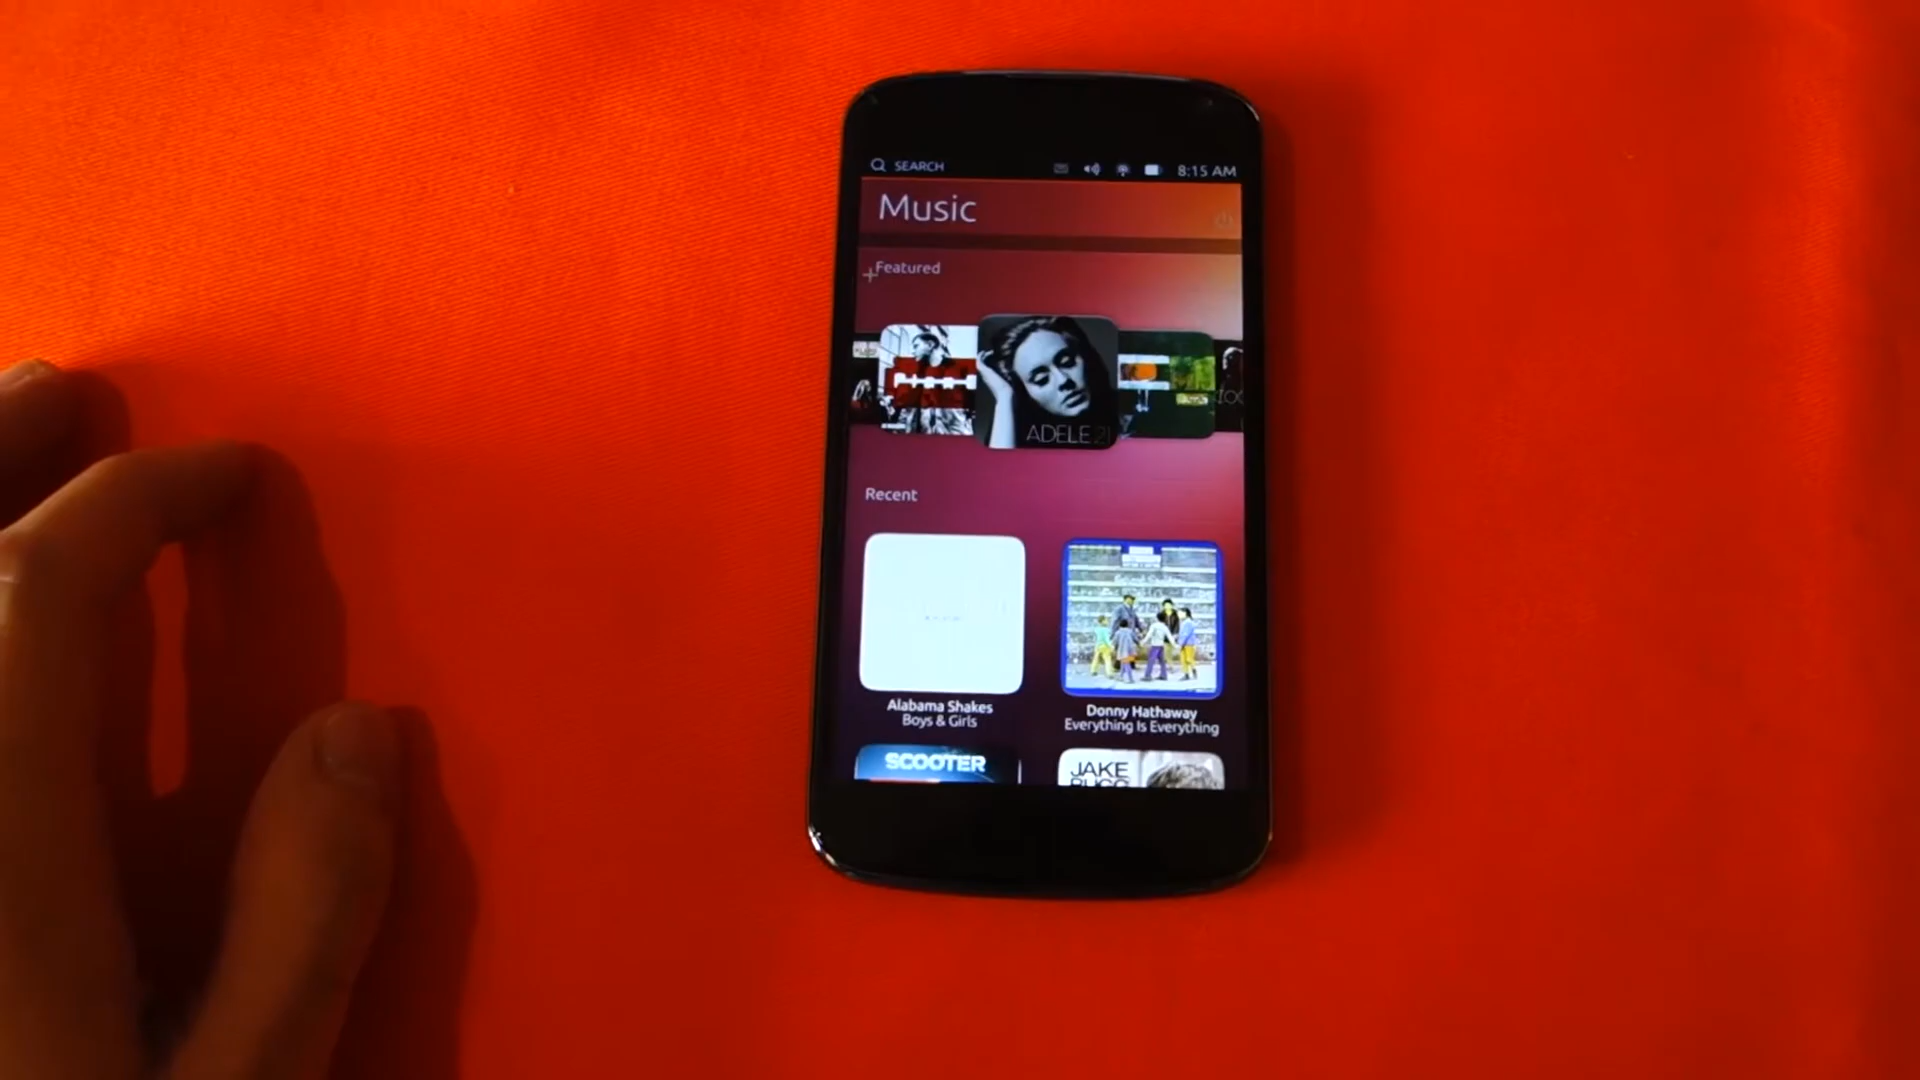 SEARCH 8:15 AM
Music
Featured
ADELE 21
Recent
Alabama Shakes
Boys & Girls
Donny Hathaway
Everything Is Everything
SCOOTER
JAKE
BUGG